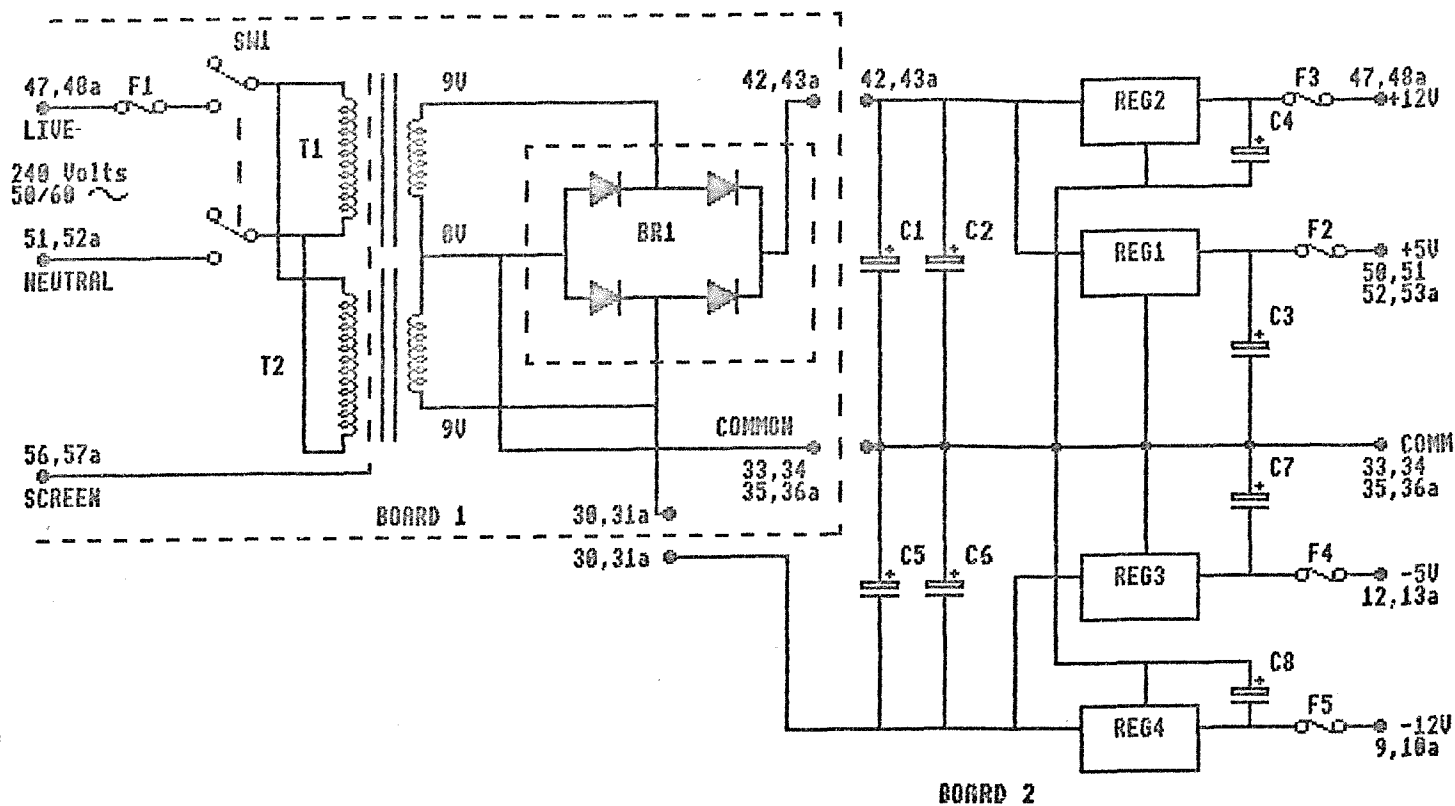 SW1
47,48a F1
LIVE-
240 Volts
50/60 ~
51,52a
NEUTRAL
T1
T2
56,57a
SCREEN
9V
0V
9V
BR1
42,43a
COMMON
33,34
35,36a
BOARD 1
30,31a
30,31a
42,43a
C1
C2
C5
C6
REG2
F3
47,48a
+12V
C4
REG1
F2
+5V
50,51
52,53a
C3
COMM
33,34
35,36a
C7
REG3
F4
-5V
12,13a
C8
REG4
F5
-12V
9,10a
BOARD 2